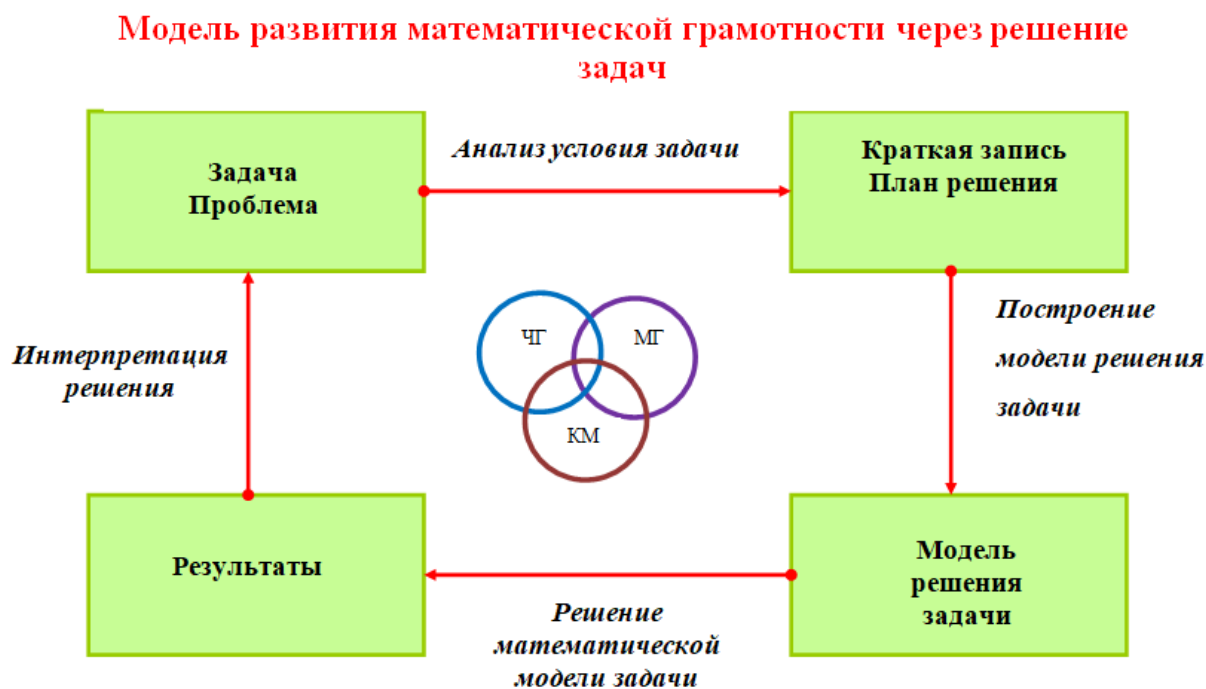 Модель развития математической грамотности через решение
задач
Задача
Проблема
Анализ условия задачи
Краткая запись
План решения
Построение
модели решения
задачи
Модель
решения
задачи
Решение
математической
модели задачи
Результаты
Интерпретация
решения
ЧГ
МГ
КМ